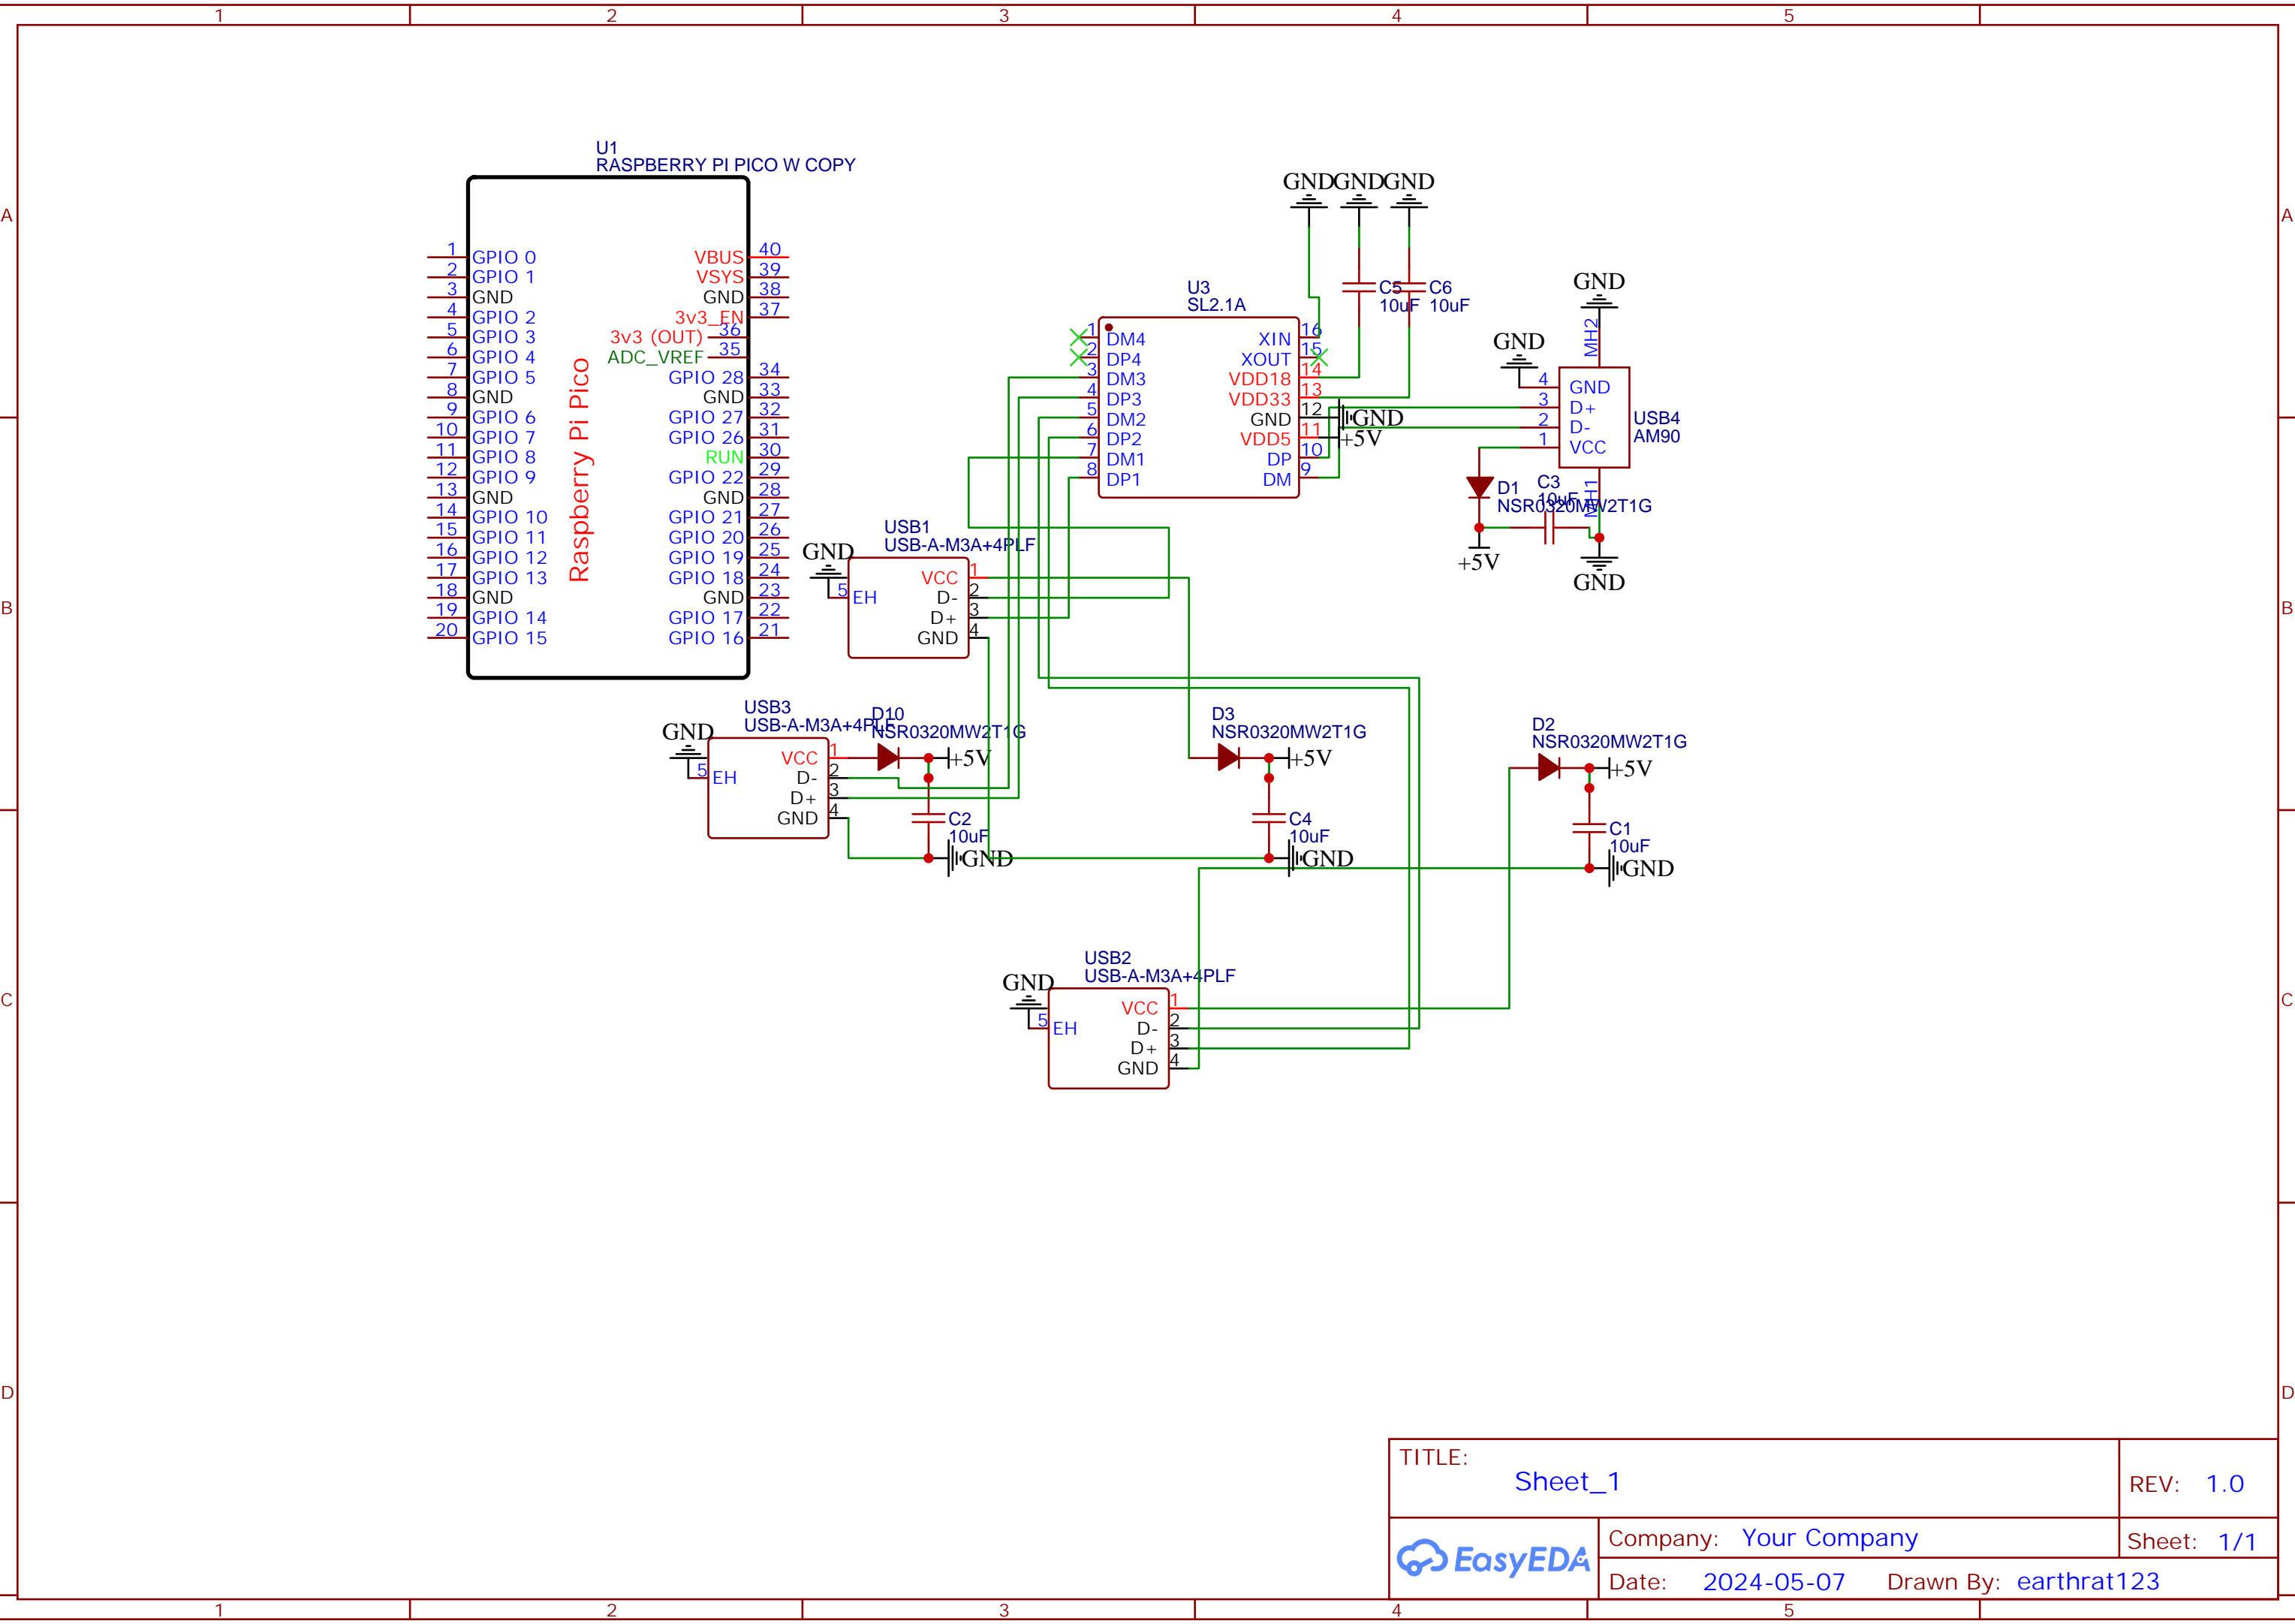 1 2 3 4 5
A A
B B
C C
D D
U1
RASPBERRY PI PICO W COPY
Raspberry Pi Pico
1 GPIO 0 VBUS 40
2 GPIO 1 VSYS 39
3 GND GND 38
4 GPIO 2 3v3_EN 37
5 GPIO 3 3v3 (OUT) 36
6 GPIO 4 ADC_VREF 35
7 GPIO 5 GPIO 28 34
8 GND GND 33
9 GPIO 6 GPIO 27 32
10 GPIO 7 GPIO 26 31
11 GPIO 8 RUN 30
12 GPIO 9 GPIO 22 29
13 GND GND 28
14 GPIO 10 GPIO 21 27
15 GPIO 11 GPIO 20 26
16 GPIO 12 GPIO 19 25
17 GPIO 13 GPIO 18 24
18 GND GND 23
19 GPIO 14 GPIO 17 22
20 GPIO 15 GPIO 16 21
GND GND GND
C5
10uF
C6
10uF
U3
SL2.1A
1 DM4 XIN 16
2 DP4 XOUT 15
3 DM3 VDD18 14
4 DP3 VDD33 13
5 DM2 GND 12 GND
6 DP2 VDD5 11 +5V
7 DM1 DP 10
8 DP1 DM 9
GND
MH2
GND
4 GND
3 D+
2 D-
1 VCC
USB4
AM90
MH1
D1
NSR0320MW2T1G
C3
10uF
+5V
GND
USB1
USB-A-M3A+4PLF
GND
5 EH
VCC 1
D- 2
D+ 3
GND 4
USB3
USB-A-M3A+4PLF
GND
5 EH
VCC 1
D- 2
D+ 3
GND 4
D10
NSR0320MW2T1G
+5V
C2
10uF
GND
D3
NSR0320MW2T1G
+5V
C4
10uF
GND
D2
NSR0320MW2T1G
+5V
C1
10uF
GND
USB2
USB-A-M3A+4PLF
GND
5 EH
VCC 1
D- 2
D+ 3
GND 4
TITLE:
Sheet_1
REV: 1.0
EasyEDA
Company: Your Company
Sheet: 1/1
Date: 2024-05-07
Drawn By: earthrat123
1 2 3 4 5